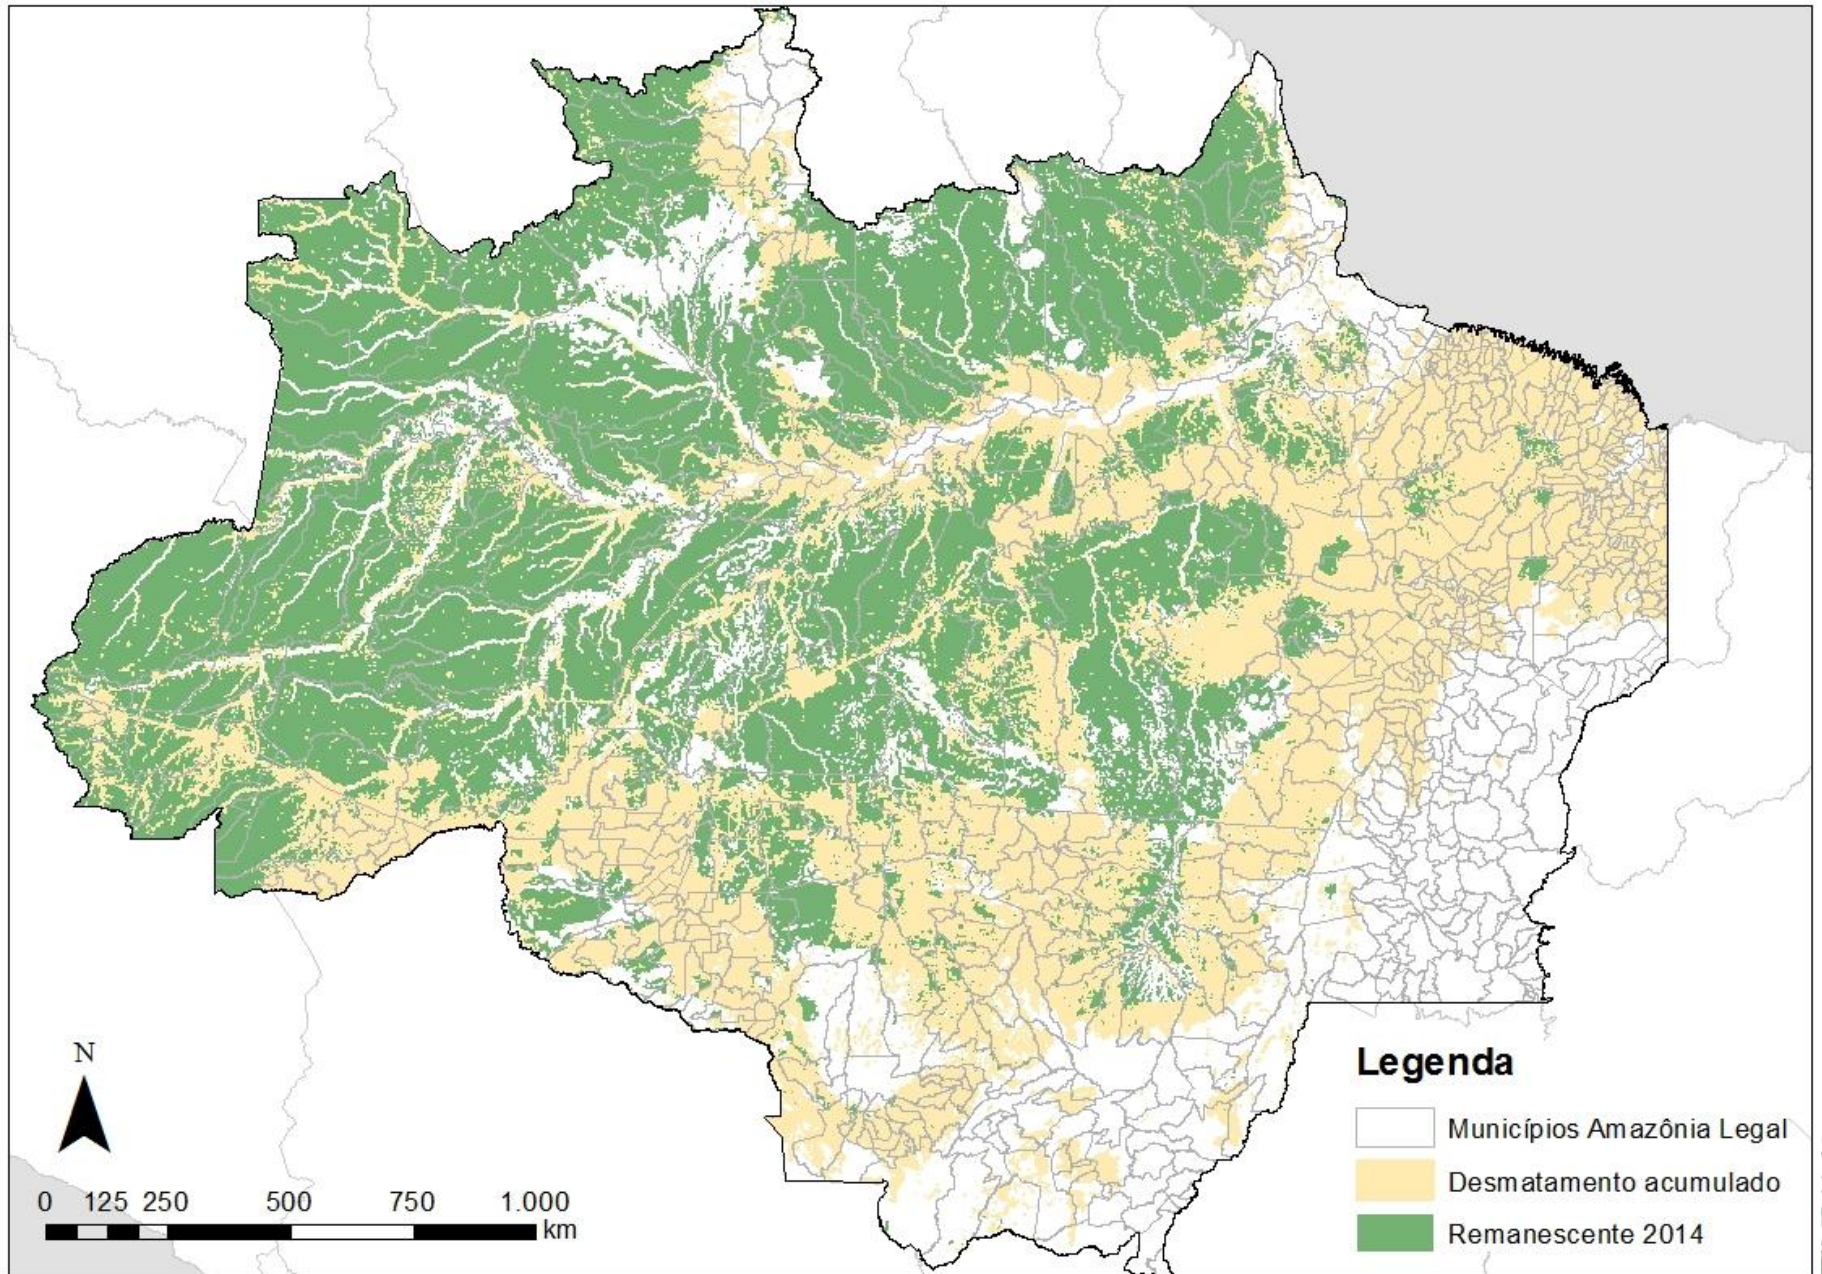 N
0 125 250 500 750 1.000
km
Legenda
Municípios Amazônia Legal
Desmatamento acumulado
Remanescente 2014